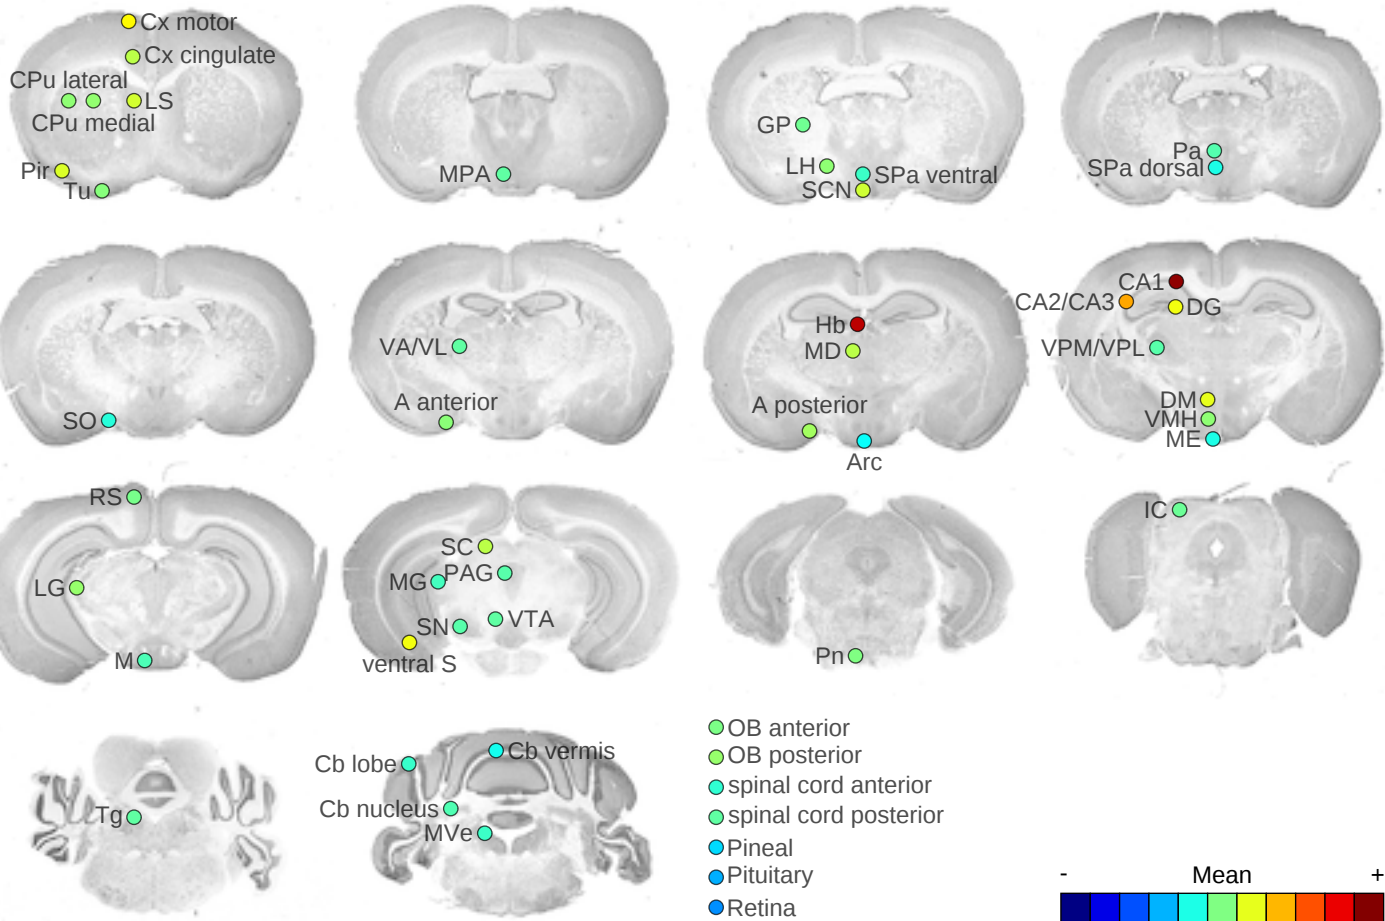 Cx motor
Cx cingulate
CPu lateral
LS
CPu medial
Pir
Tu
MPA
GP
LH
SPa ventral
SCN
Pa
SPa dorsal
SO
VA/VL
A anterior
Hb
MD
A posterior
Arc
CA1
CA2/CA3
DG
VPM/VPL
DM
VMH
ME
RS
LG
M
SC
MG
PAG
SN
VTA
ventral S
Pn
IC
Tg
Cb lobe
Cb vermis
Cb nucleus
MVe
OB anterior
OB posterior
spinal cord anterior
spinal cord posterior
Pineal
Pituitary
Retina
- Mean +